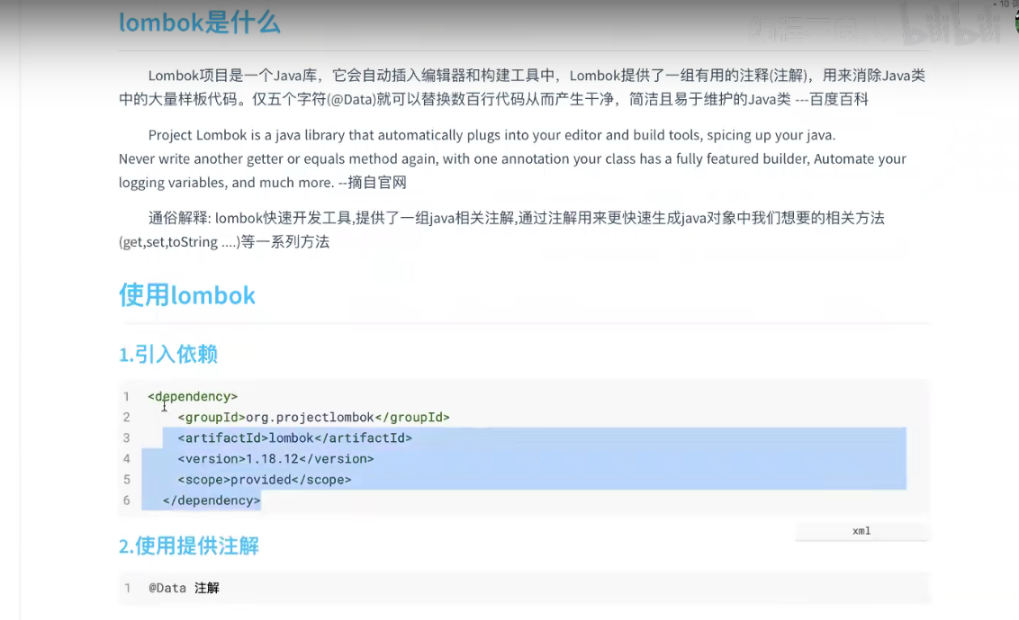 lombok是什么
Lombok项目是一个Java库，它会自动插入编辑器和构建工具中，Lombok提供了一组有用的注释(注解)，用来消除Java类
中的大量样板代码。仅五个字符(@Data)就可以替换数百行代码从而产生干净，简洁且易于维护的Java类 ---百度百科
Project Lombok is a java library that automatically plugs into your editor and build tools, spicing up your java.
Never write another getter or equals method again, with one annotation your class has a fully featured builder, Automate your
logging variables, and much more. --摘自官网
通俗解释: lombok快速开发工具,提供了一组java相关注解,通过注解用来更快速生成java对象中我们想要的相关方法
(get,set,toString ....)等一系列方法
使用lombok
1.引入依赖
1 <dependency>
2 <groupId>org.projectlombok</groupId>
3 <artifactId>lombok</artifactId>
4 <version>1.18.12</version>
5 <scope>provided</scope>
6 </dependency>
xml
2.使用提供注解
1 @Data 注解